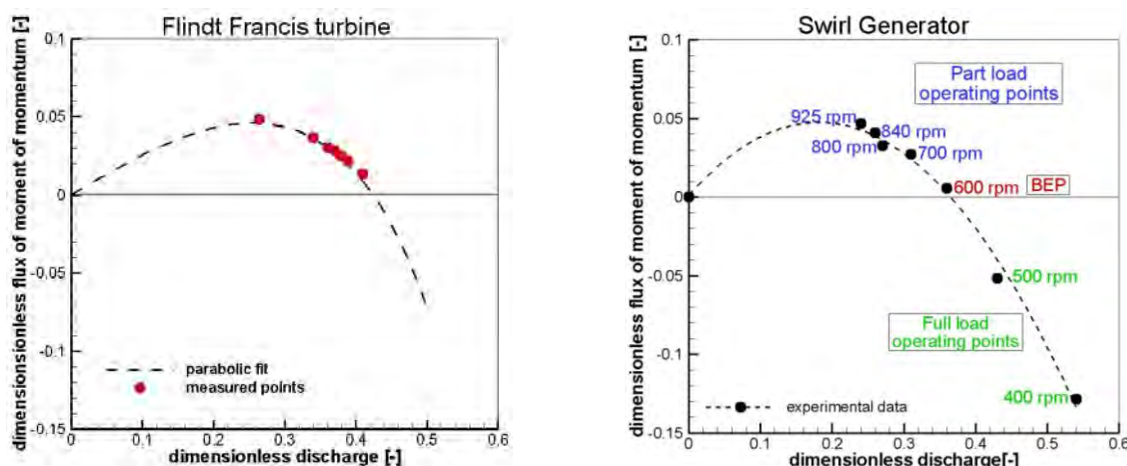 Flindt Francis turbine
dimensionsless flux of moment of momentum [-]
0.1
0.05
0
-0.05
-0.1
-0.15
parabolic fit
measured points
0
0.1
0.2
0.3
0.4
0.5
0.6
dimensionless discharge [-]
Swirl Generator
dimensionless flux of moment of momentum [-]
0.1
0.05
0
-0.05
-0.1
-0.15
Part load
operating points
925 rpm
840 rpm
800 rpm
700 rpm
600 rpm
BEP
500 rpm
Full load
operating points
400 rpm
experimental data
0
0.1
0.2
0.3
0.4
0.5
0.6
dimensionless discharge[-]